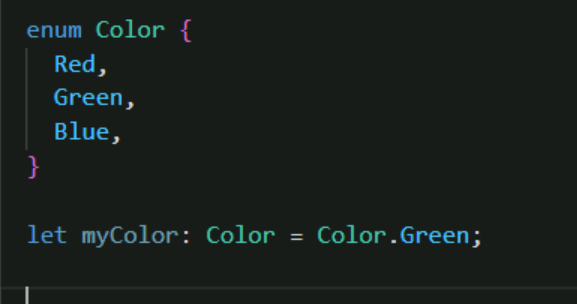 enum Color {
  Red,
  Green,
  Blue,
}
let myColor: Color = Color.Green;